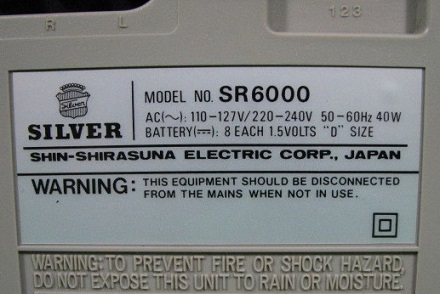 R L
123
Silver
SILVER
MODEL NO. SR6000
AC(~): 110-127V/220-240V 50-60Hz 40W
BATTERY(⎓): 8 EACH 1.5VOLTS "D" SIZE
SHIN-SHIRASUNA ELECTRIC CORP., JAPAN
WARNING: THIS EQUIPMENT SHOULD BE DISCONNECTED
FROM THE MAINS WHEN NOT IN USE.
WARNING: TO PREVENT FIRE OR SHOCK HAZARD,
DO NOT EXPOSE THIS UNIT TO RAIN OR MOISTURE.